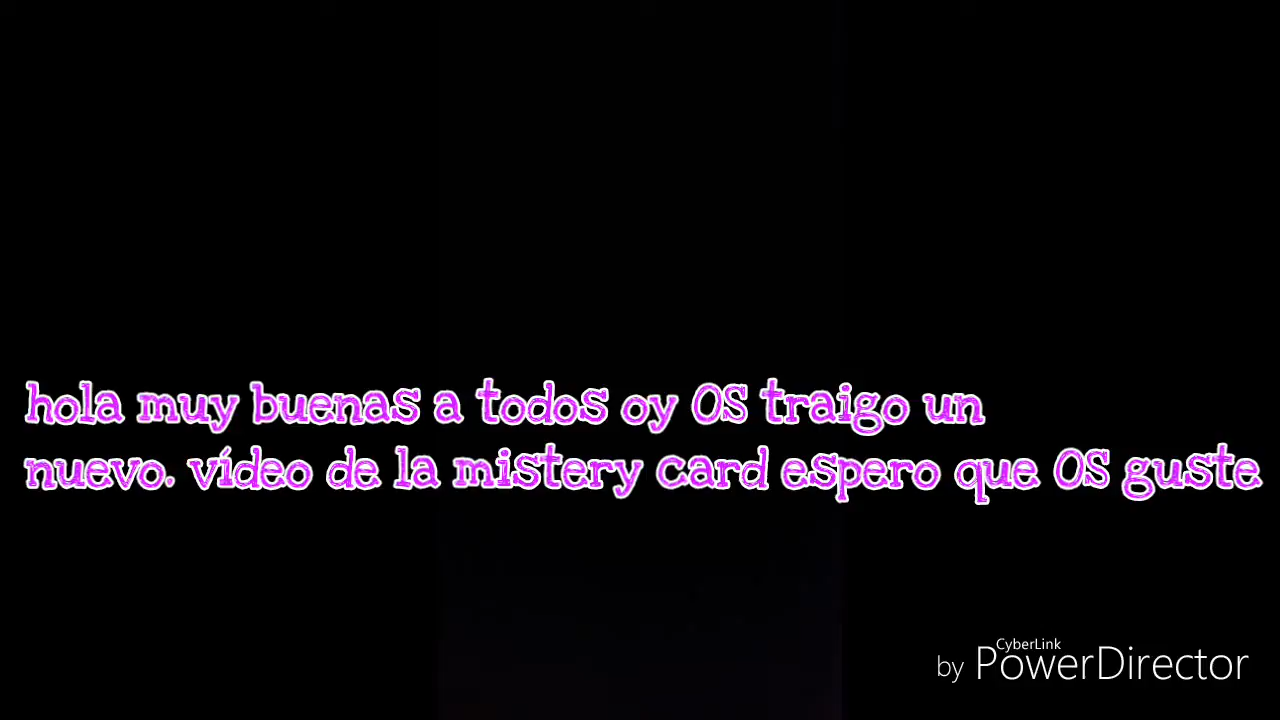 hola muy buenas a todos oy OS traigo un
nuevo. vídeo de la mistery card espero que OS guste
CyberLink
by PowerDirector